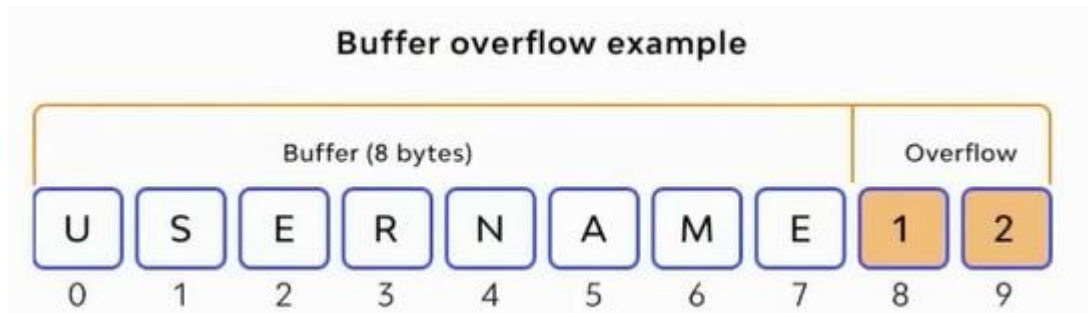 Buffer overflow example
Buffer (8 bytes) Overflow
U S E R N A M E 1 2
0 1 2 3 4 5 6 7 8 9